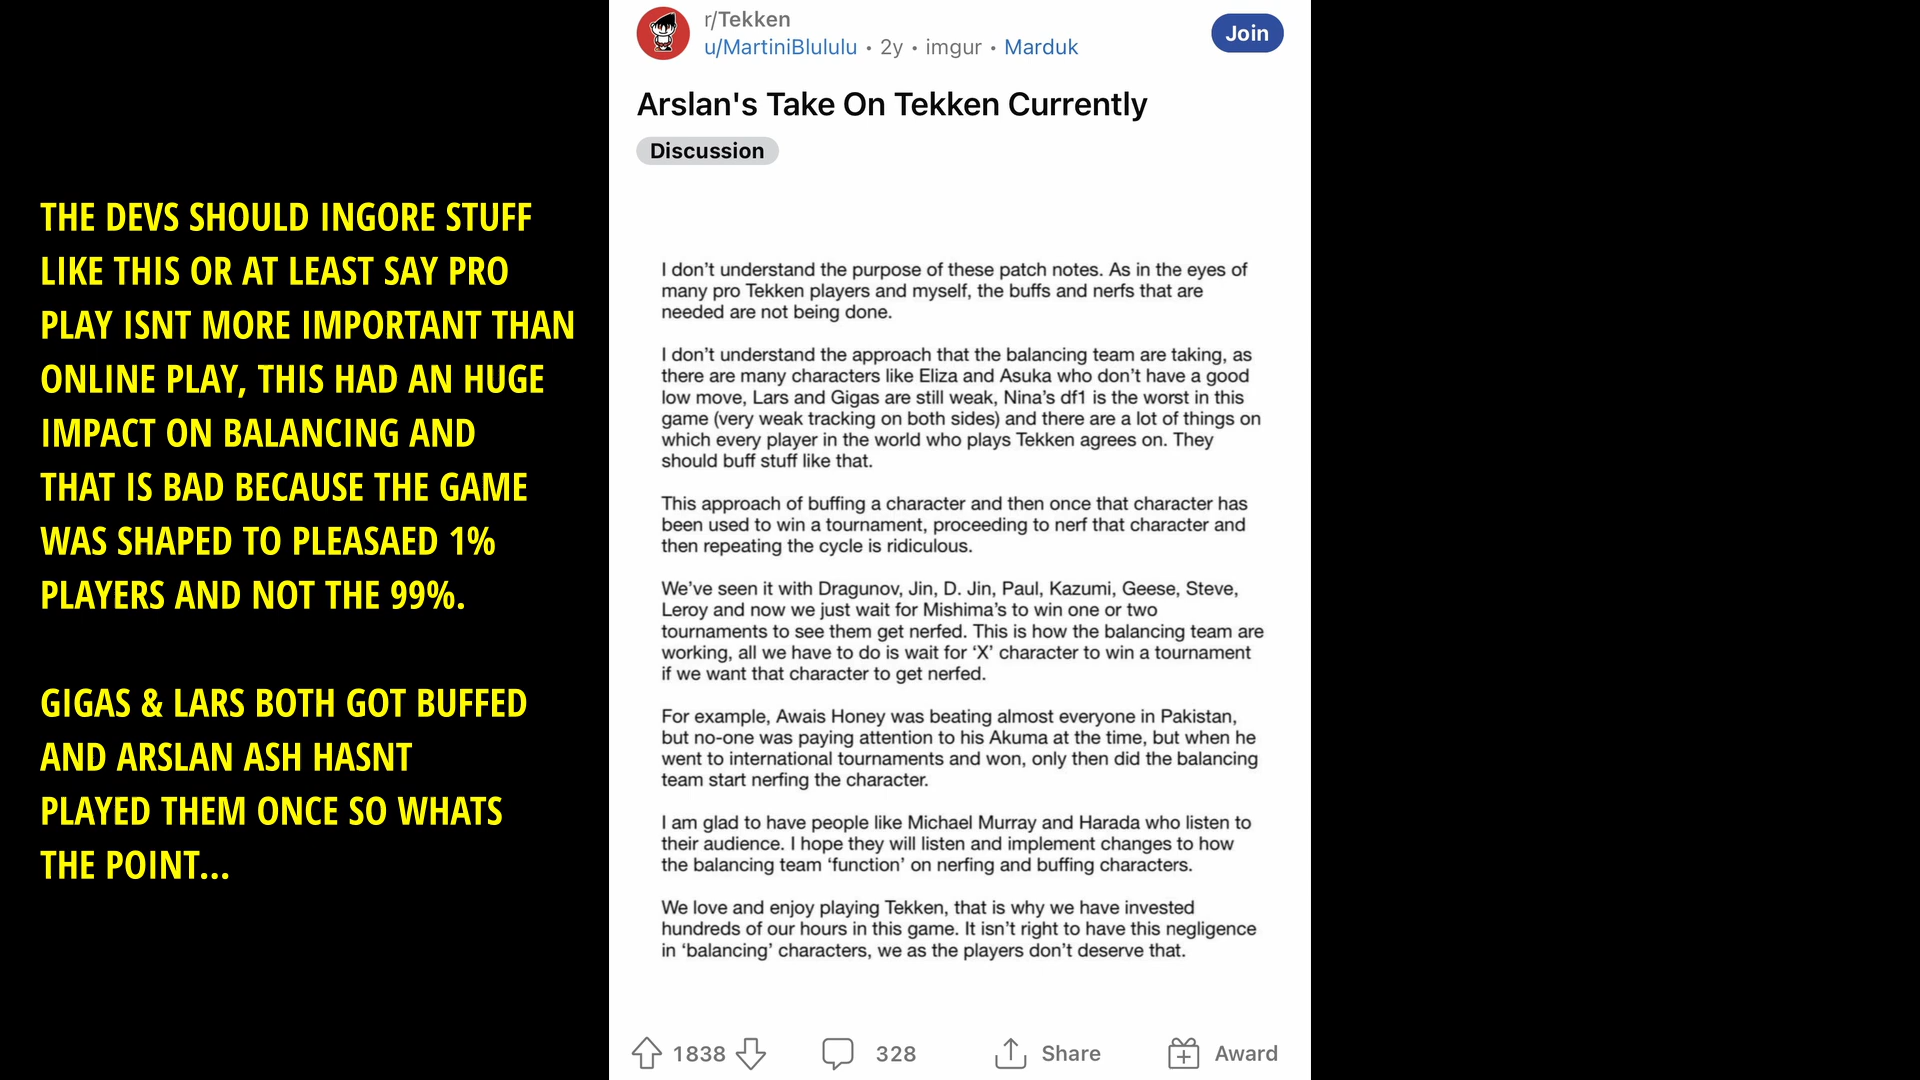 THE DEVS SHOULD INGORE STUFF
LIKE THIS OR AT LEAST SAY PRO
PLAY ISNT MORE IMPORTANT THAN
ONLINE PLAY, THIS HAD AN HUGE
IMPACT ON BALANCING AND
THAT IS BAD BECAUSE THE GAME
WAS SHAPED TO PLEASAED 1%
PLAYERS AND NOT THE 99%.
GIGAS & LARS BOTH GOT BUFFED
AND ARSLAN ASH HASNT
PLAYED THEM ONCE SO WHATS
THE POINT...
r/Tekken
u/MartiniBlululu • 2y • imgur • Marduk
Join
Arslan's Take On Tekken Currently
Discussion
I don't understand the purpose of these patch notes. As in the eyes of
many pro Tekken players and myself, the buffs and nerfs that are
needed are not being done.
I don't understand the approach that the balancing team are taking, as
there are many characters like Eliza and Asuka who don't have a good
low move, Lars and Gigas are still weak, Nina's df1 is the worst in this
game (very weak tracking on both sides) and there are a lot of things on
which every player in the world who plays Tekken agrees on. They
should buff stuff like that.
This approach of buffing a character and then once that character has
been used to win a tournament, proceeding to nerf that character and
then repeating the cycle is ridiculous.
We've seen it with Dragunov, Jin, D. Jin, Paul, Kazumi, Geese, Steve,
Leroy and now we just wait for Mishima's to win one or two
tournaments to see them get nerfed. This is how the balancing team are
working, all we have to do is wait for 'X' character to win a tournament
if we want that character to get nerfed.
For example, Awais Honey was beating almost everyone in Pakistan,
but no-one was paying attention to his Akuma at the time, but when he
went to international tournaments and won, only then did the balancing
team start nerfing the character.
I am glad to have people like Michael Murray and Harada who listen to
their audience. I hope they will listen and implement changes to how
the balancing team 'function' on nerfing and buffing characters.
We love and enjoy playing Tekken, that is why we have invested
hundreds of our hours in this game. It isn't right to have this negligence
in 'balancing' characters, we as the players don't deserve that.
1838
328
Share
Award